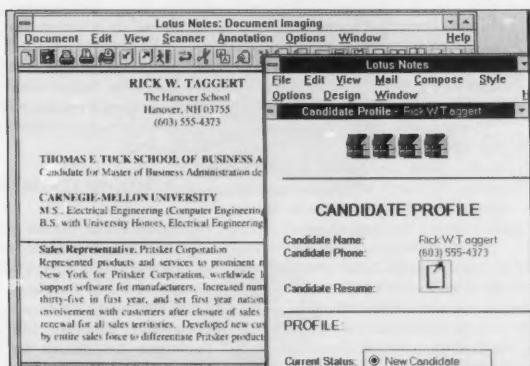 Lotus Notes: Document Imaging
Document Edit View Scanner Annotation Options Window Help
RICK W. TAGGERT
The Hanover School
Hanover, NH 03755
(603) 555-4373
THOMAS E. TUCK SCHOOL OF BUSINESS A
Candidate for Master of Business Administration de
CARNEGIE-MELLON UNIVERSITY
M.S., Electrical Engineering (Computer Engineering
B.S. with University Honors, Electrical Engineering
Sales Representative, Pritsker Corporation
Represented products and services to prominent
New York for Pritsker Corporation, worldwide
support software for manufacturers. Increased num
thirty-five in first year, and set first year nation
involvement with customers after closure of sales
renewal for all sales territories. Developed new cus
by entire sales force to differentiate Pritsker product
Lotus Notes
File Edit View Mail Compose Style
Options Design Window H
Candidate Profile - Rick W Taggert
CANDIDATE PROFILE
Candidate Name: Rick W Taggert
Candidate Phone: (603) 555-4373
Candidate Resume:
PROFILE:
Current Status: New Candidate